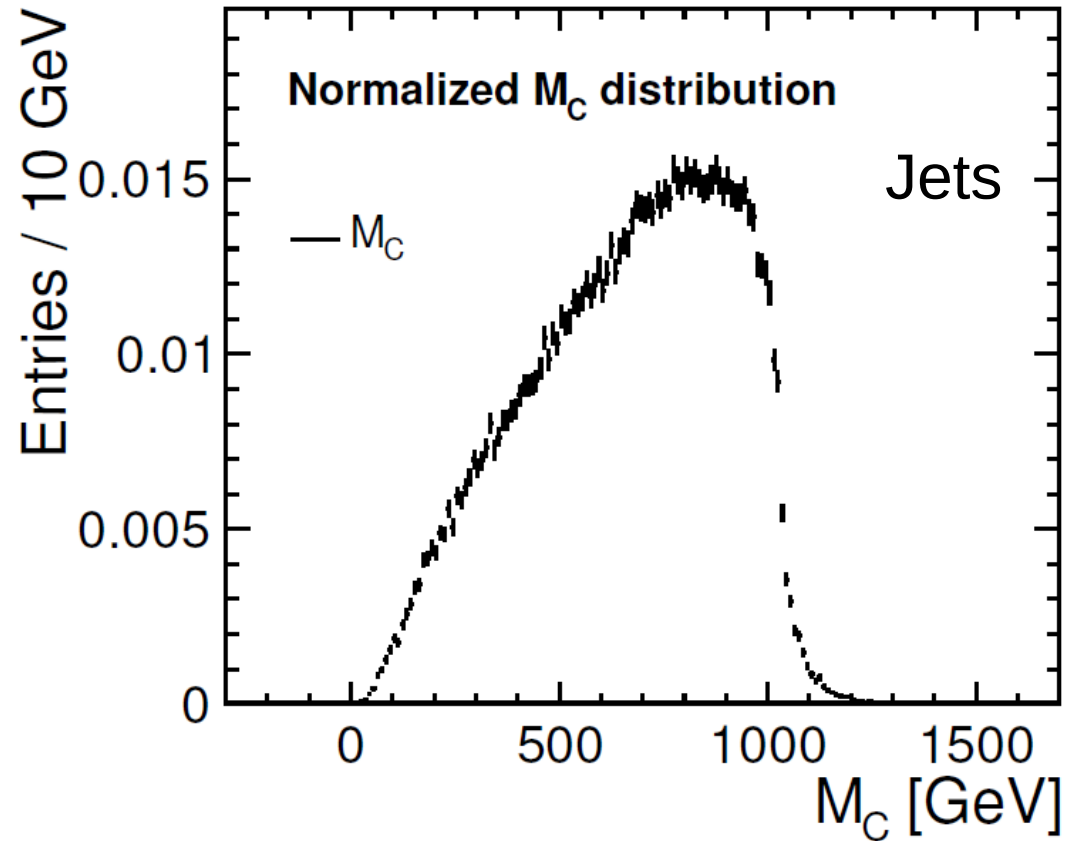 Entries / 10 GeV
Normalized M_C distribution
Jets
M_C
0.015
0.01
0.005
0
0 500 1000 1500
M_C [GeV]